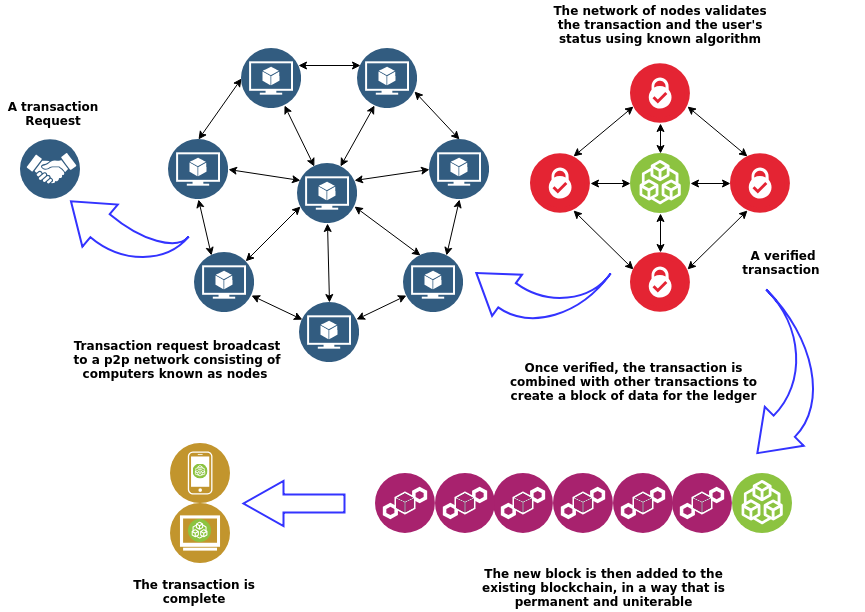 A transaction
Request
Transaction request broadcast
to a p2p network consisting of
computers known as nodes
The network of nodes validates
the transaction and the user's
status using known algorithm
A verified
transaction
Once verified, the transaction is
combined with other transactions to
create a block of data for the ledger
The new block is then added to the
existing blockchain, in a way that is
permanent and uniterable
The transaction is
complete